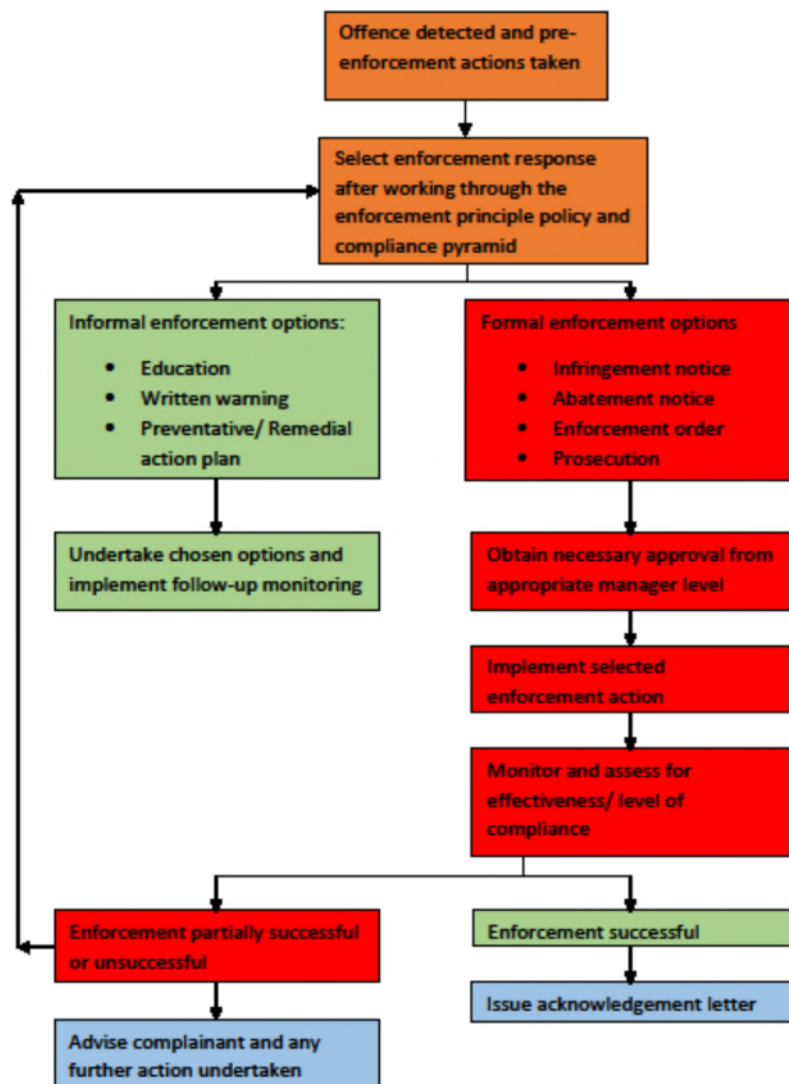 Offence detected and pre-
enforcement actions taken
Select enforcement response
after working through the
enforcement principle policy and
compliance pyramid
Informal enforcement options:
• Education
• Written warning
• Preventative/ Remedial
action plan
Formal enforcement options
• Infringement notice
• Abatement notice
• Enforcement order
• Prosecution
Undertake chosen options and
implement follow-up monitoring
Obtain necessary approval from
appropriate manager level
Implement selected
enforcement action
Monitor and assess for
effectiveness/ level of
compliance
Enforcement partially successful
or unsuccessful
Enforcement successful
Advise complainant and any
further action undertaken
Issue acknowledgement letter